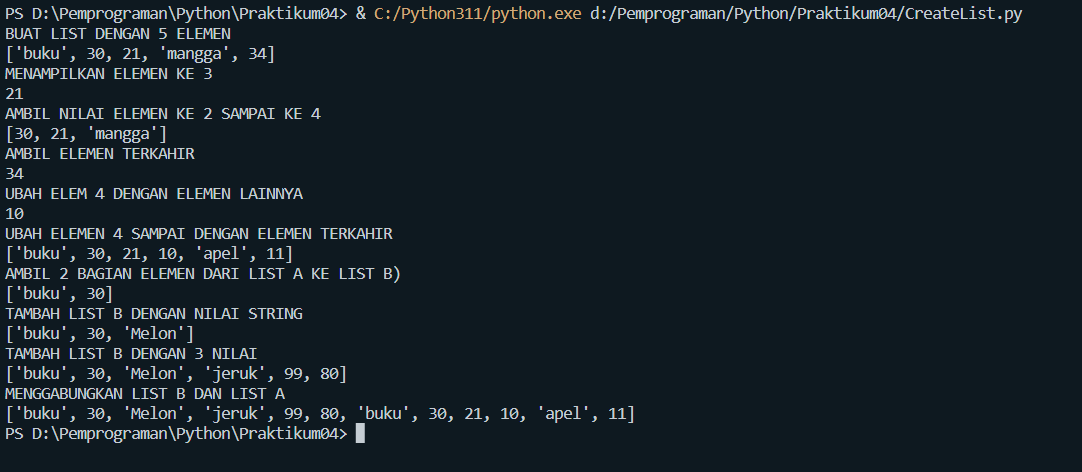 PS D:\Pemprograman\Python\Praktikum04> & C:/Python311/python.exe d:/Pemprograman/Python/Praktikum04/CreateList.py
BUAT LIST DENGAN 5 ELEMEN
['buku', 30, 21, 'mangga', 34]
MENAMPILKAN ELEMEN KE 3
21
AMBIL NILAI ELEMEN KE 2 SAMPAI KE 4
[30, 21, 'mangga']
AMBIL ELEMEN TERKAHIR
34
UBAH ELEM 4 DENGAN ELEMEN LAINNYA
10
UBAH ELEMEN 4 SAMPAI DENGAN ELEMEN TERKAHIR
['buku', 30, 21, 10, 'apel', 11]
AMBIL 2 BAGIAN ELEMEN DARI LIST A KE LIST B)
['buku', 30]
TAMBAH LIST B DENGAN NILAI STRING
['buku', 30, 'Melon']
TAMBAH LIST B DENGAN 3 NILAI
['buku', 30, 'Melon', 'jeruk', 99, 80]
MENGGABUNGKAN LIST B DAN LIST A
['buku', 30, 'Melon', 'jeruk', 99, 80, 'buku', 30, 21, 10, 'apel', 11]
PS D:\Pemprograman\Python\Praktikum04>